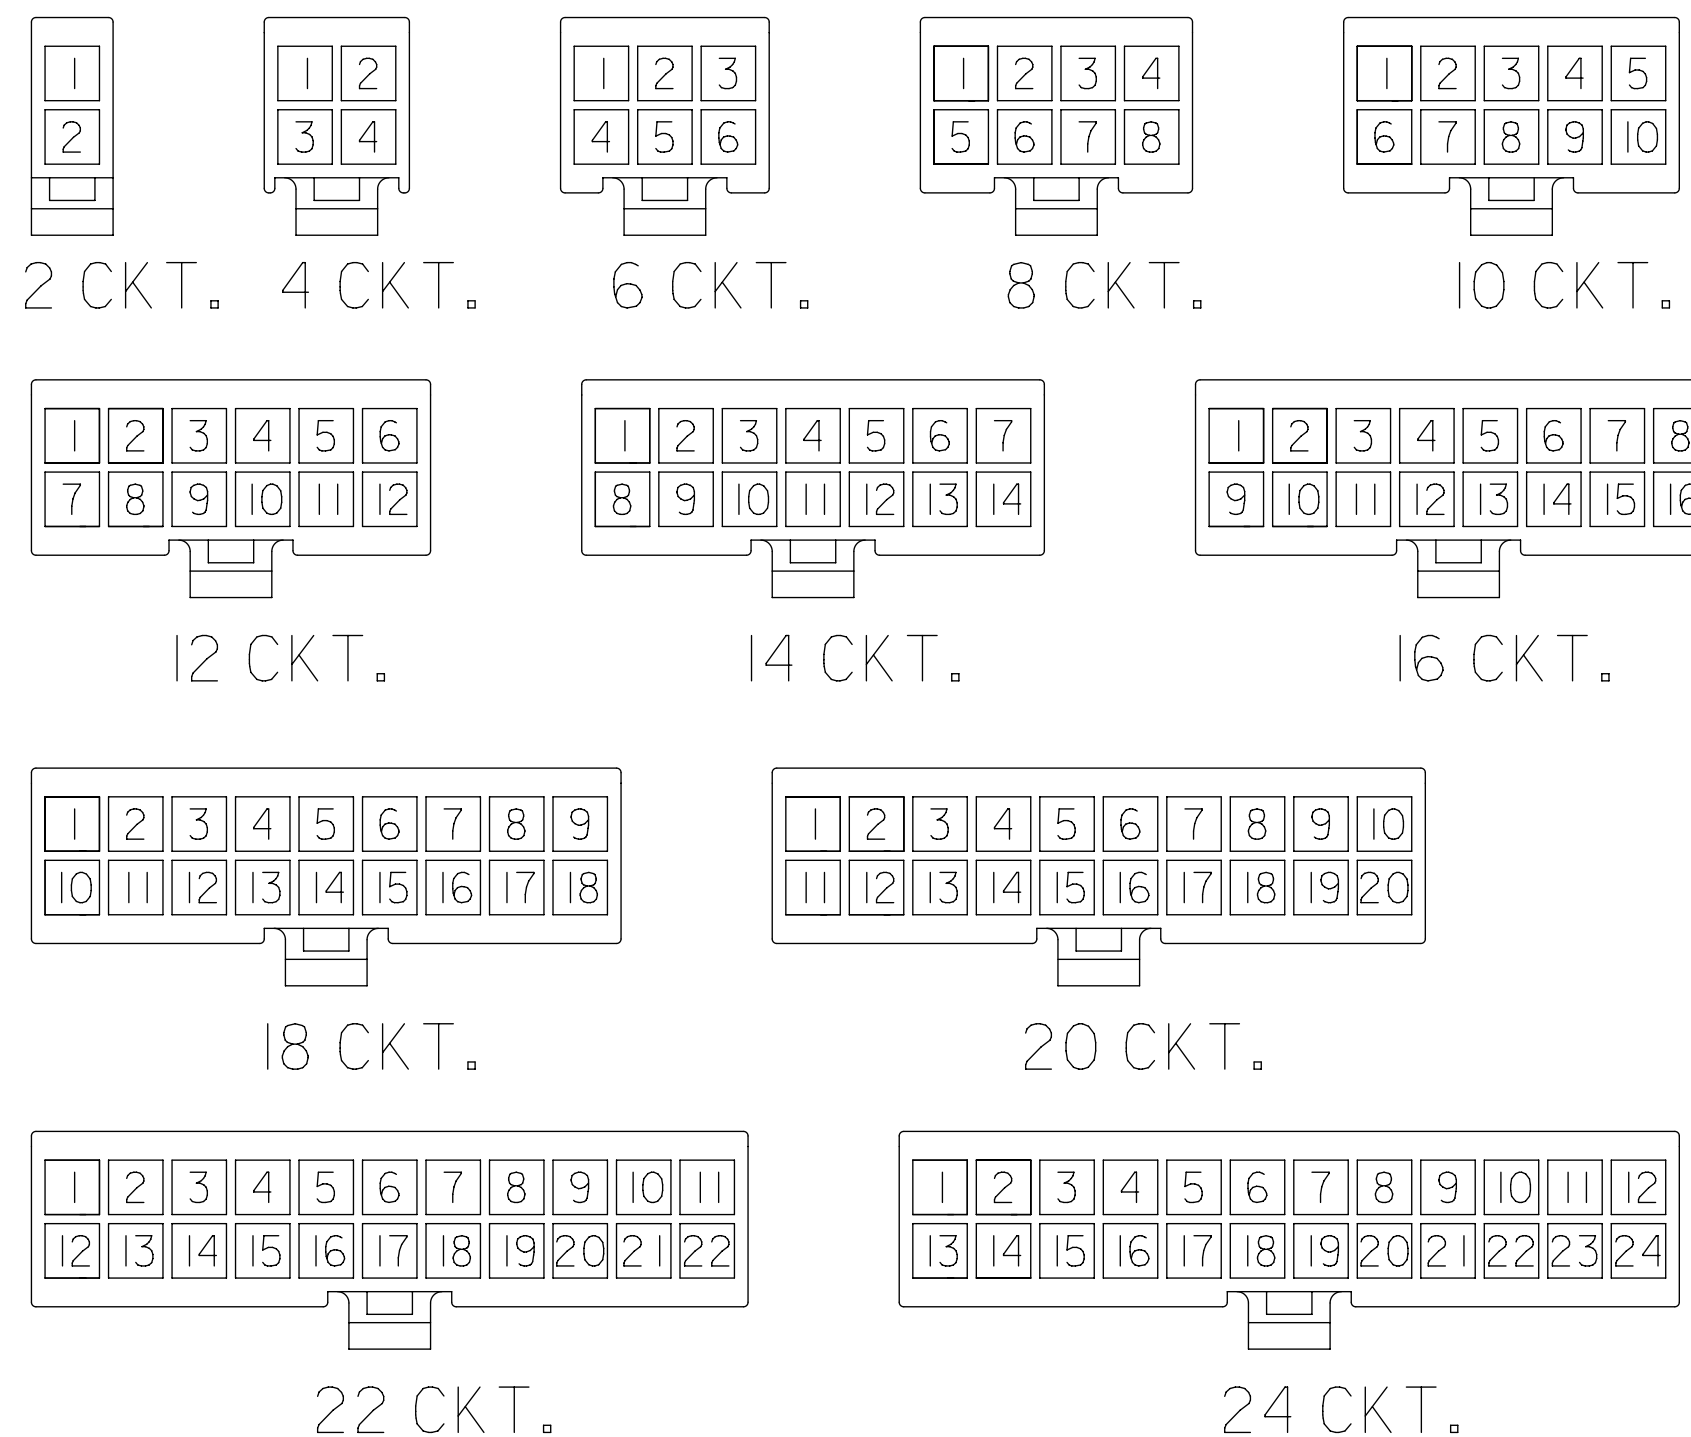 1 1 2 1 2 3 1 2 3 4 1 2 3 4 5
2 3 4 4 5 6 5 6 7 8 6 7 8 9 10
2 CKT. 4 CKT. 6 CKT. 8 CKT. 10 CKT.
1 2 3 4 5 6 1 2 3 4 5 6 7 1 2 3 4 5 6 7 8
7 8 9 10 11 12 8 9 10 11 12 13 14 9 10 11 12 13 14 15 16
12 CKT. 14 CKT. 16 CKT.
1 2 3 4 5 6 7 8 9 1 2 3 4 5 6 7 8 9 10
10 11 12 13 14 15 16 17 18 11 12 13 14 15 16 17 18 19 20
18 CKT. 20 CKT.
1 2 3 4 5 6 7 8 9 10 11 1 2 3 4 5 6 7 8 9 10 11 12
12 13 14 15 16 17 18 19 20 21 22 13 14 15 16 17 18 19 20 21 22 23 24
22 CKT. 24 CKT.